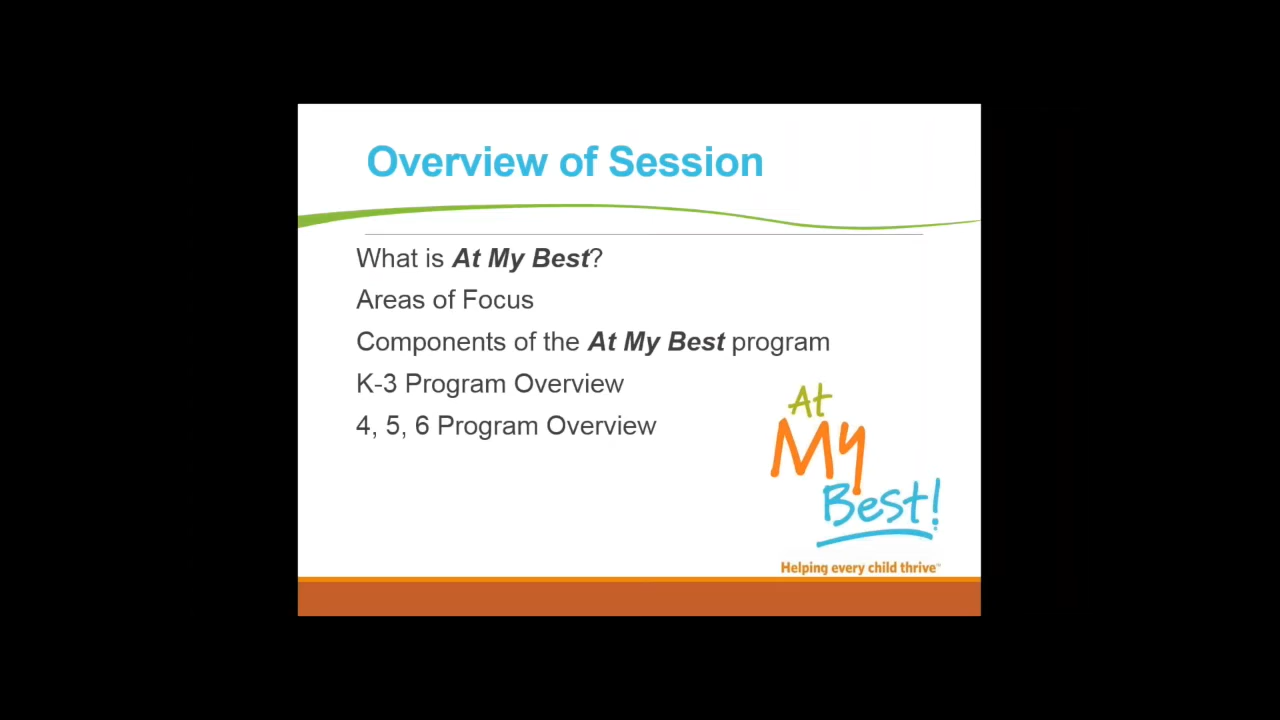 Overview of Session
What is At My Best?
Areas of Focus
Components of the At My Best program
K-3 Program Overview
4, 5, 6 Program Overview
At
My
Best!
Helping every child thrive™